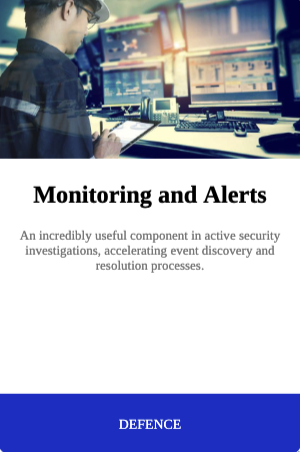 Monitoring and Alerts
An incredibly useful component in active security
investigations, accelerating event discovery and
resolution processes.
DEFENCE